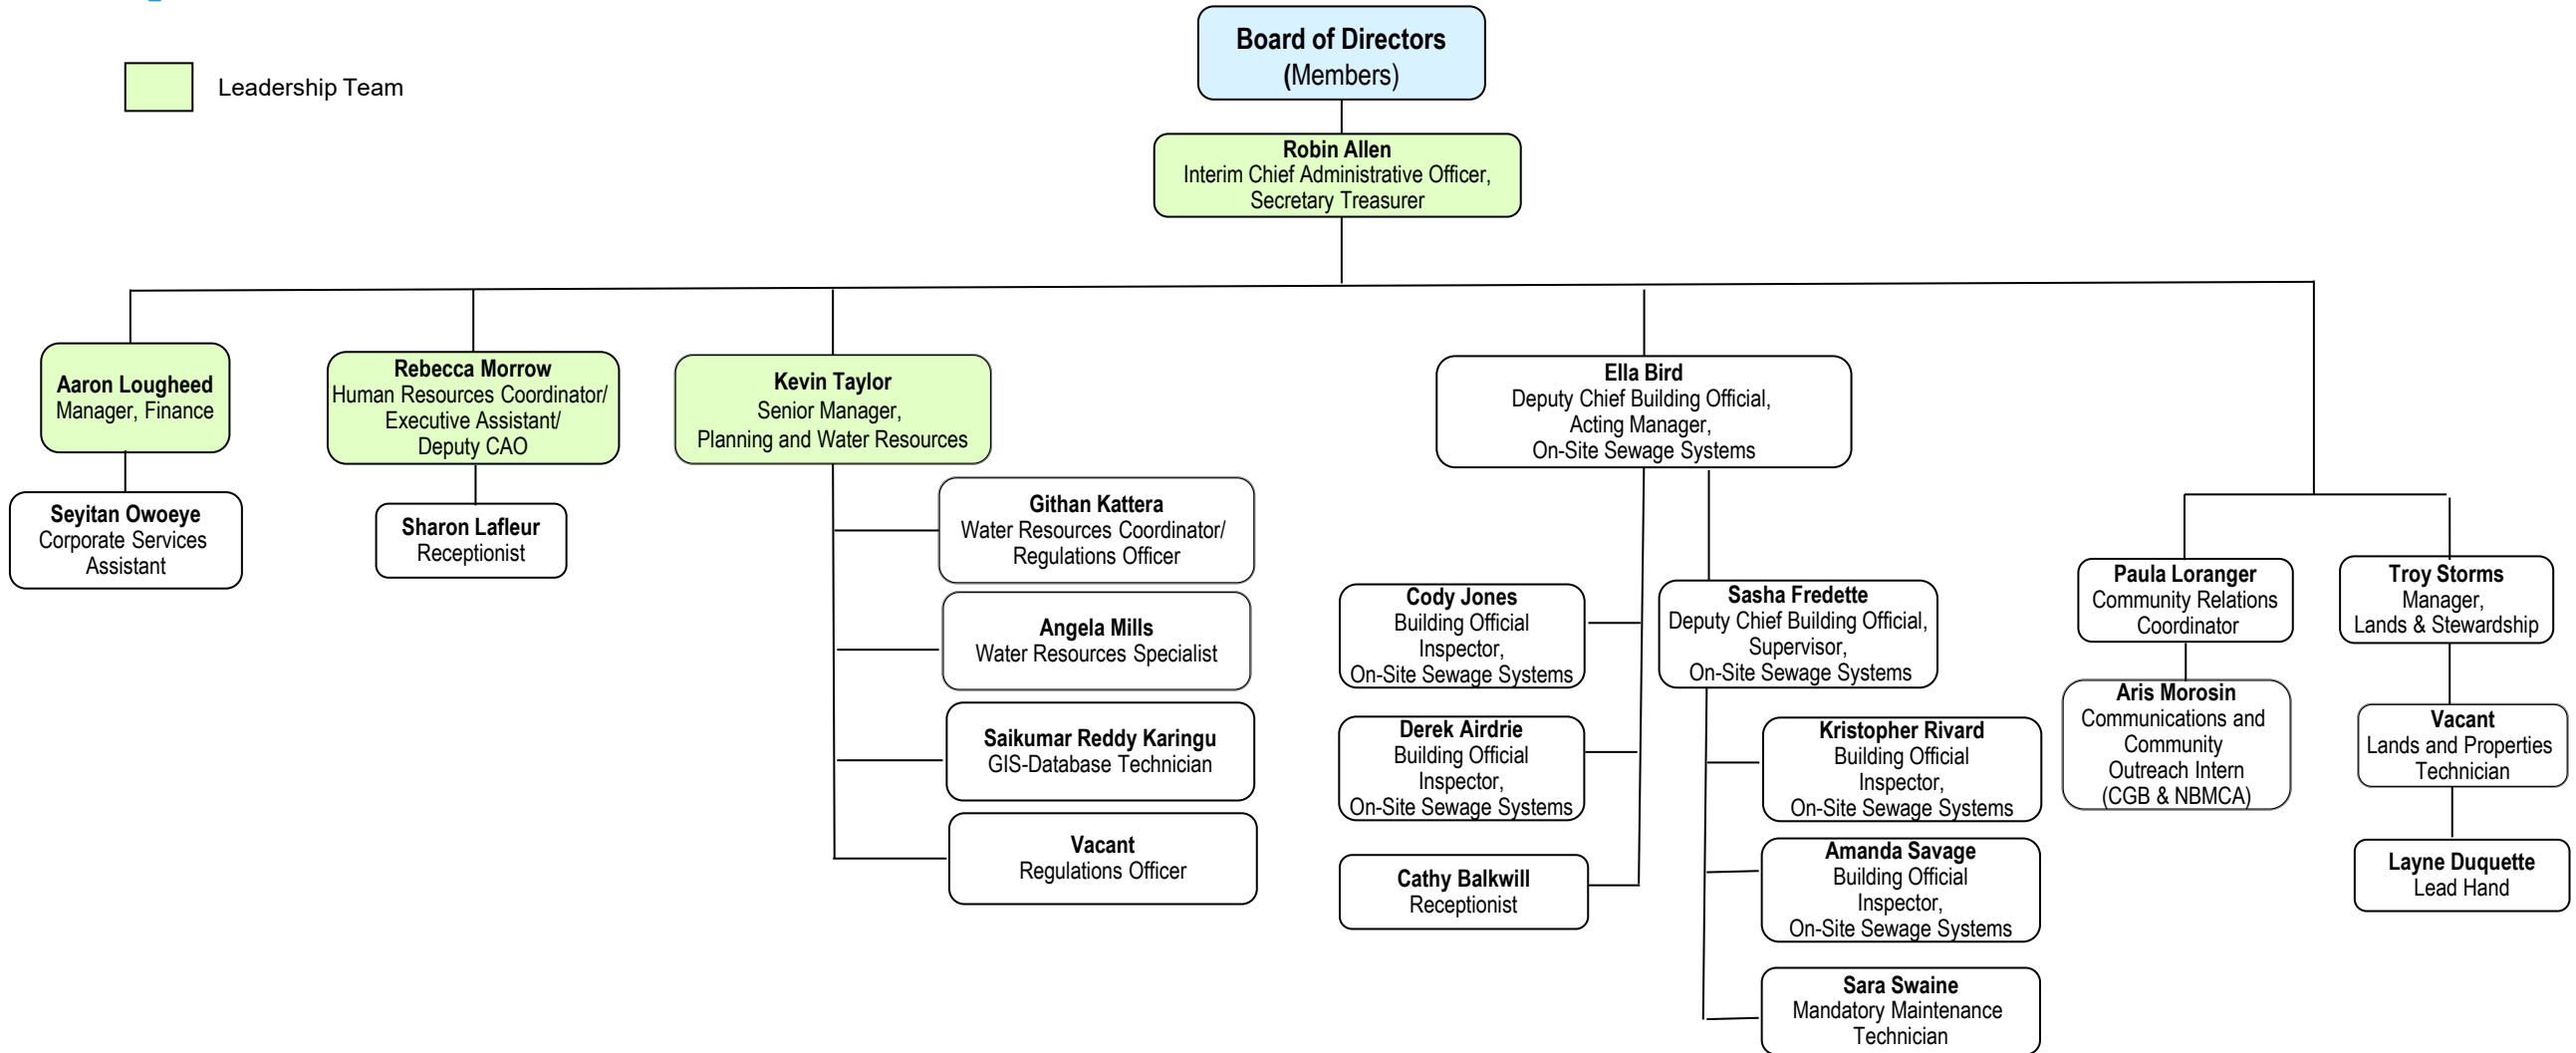 Leadership Team
Board of Directors
(Members)
Robin Allen
Interim Chief Administrative Officer,
Secretary Treasurer
Aaron Lougheed
Manager, Finance
Seyitan Owoeye
Corporate Services
Assistant
Rebecca Morrow
Human Resources Coordinator/
Executive Assistant/
Deputy CAO
Sharon Lafleur
Receptionist
Kevin Taylor
Senior Manager,
Planning and Water Resources
Githan Kattera
Water Resources Coordinator/
Regulations Officer
Angela Mills
Water Resources Specialist
Saikumar Reddy Karingu
GIS-Database Technician
Vacant
Regulations Officer
Ella Bird
Deputy Chief Building Official,
Acting Manager,
On-Site Sewage Systems
Cody Jones
Building Official
Inspector,
On-Site Sewage Systems
Derek Airdrie
Building Official
Inspector,
On-Site Sewage Systems
Cathy Balkwill
Receptionist
Sasha Fredette
Deputy Chief Building Official,
Supervisor,
On-Site Sewage Systems
Kristopher Rivard
Building Official
Inspector,
On-Site Sewage Systems
Amanda Savage
Building Official
Inspector,
On-Site Sewage Systems
Sara Swaine
Mandatory Maintenance
Technician
Paula Loranger
Community Relations
Coordinator
Aris Morosin
Communications and
Community
Outreach Intern
(CGB & NBMCA)
Troy Storms
Manager,
Lands & Stewardship
Vacant
Lands and Properties
Technician
Layne Duquette
Lead Hand